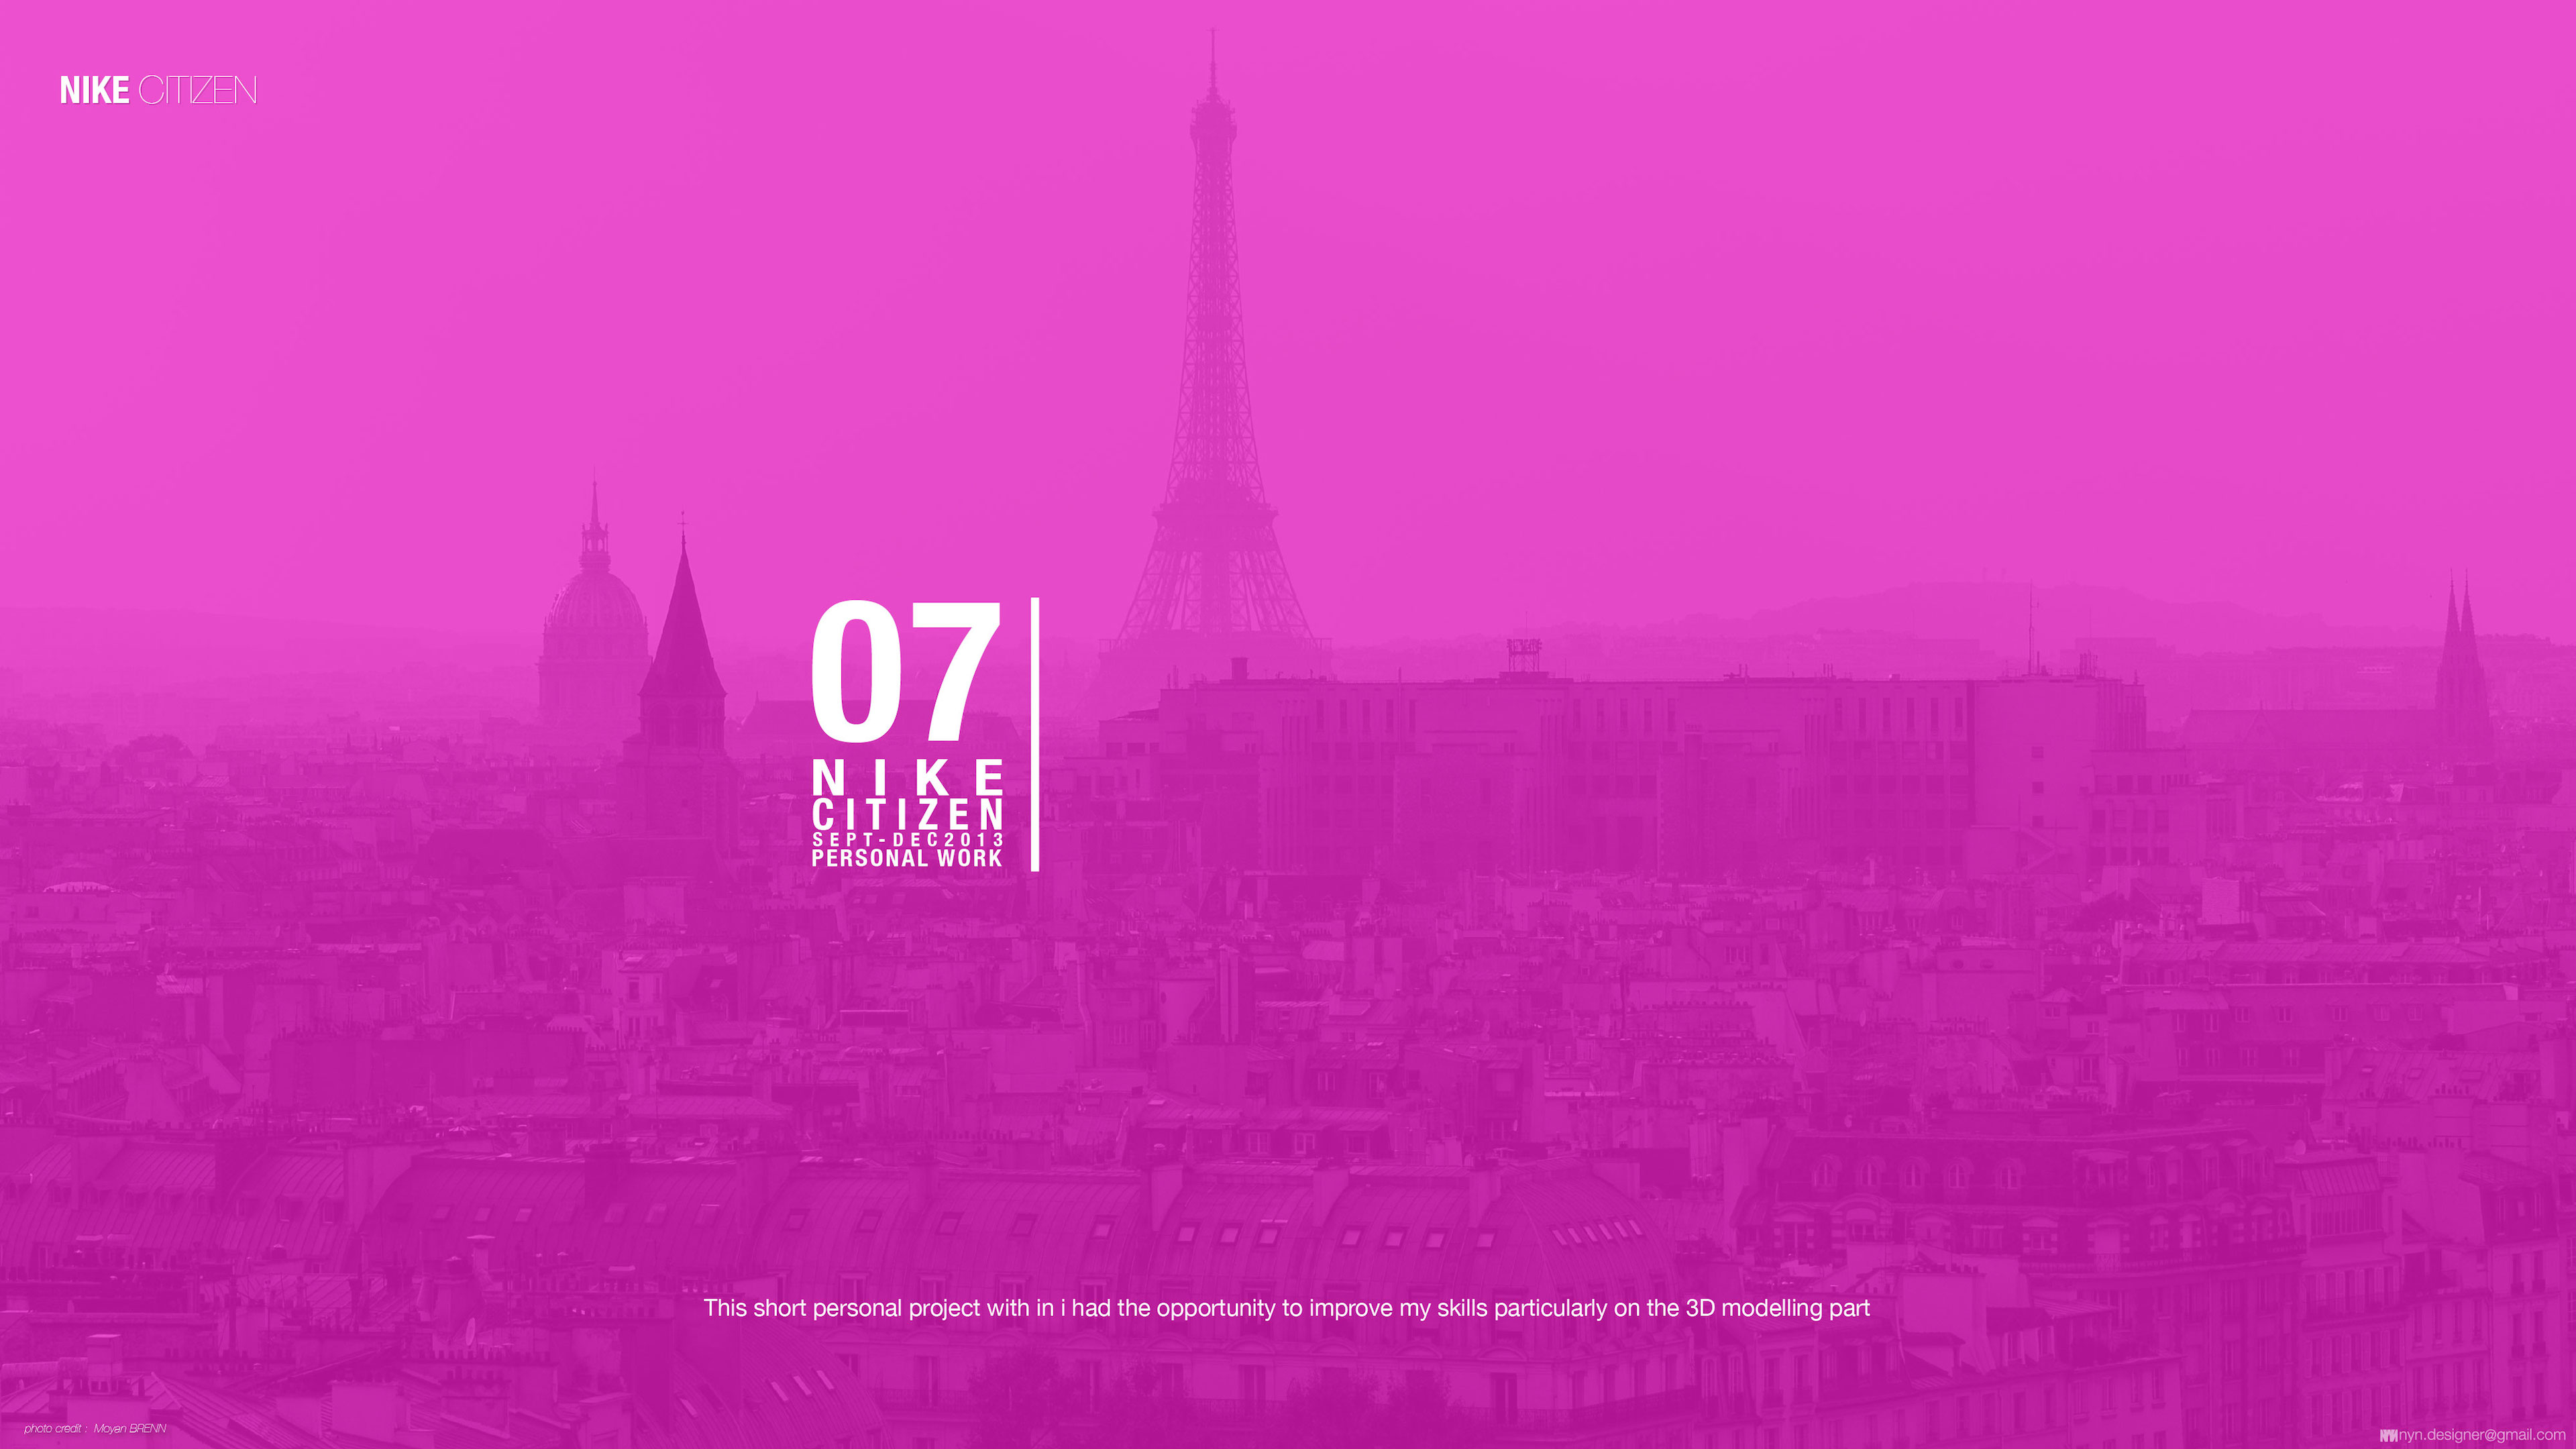 NIKE CITIZEN
07
NIKE
CITIZEN
SEPT-DEC2013
PERSONAL WORK
This short personal project with in i had the opportunity to improve my skills particularly on the 3D modelling part
photo credit : Moyan BRENN
nyn.designer@gmail.com